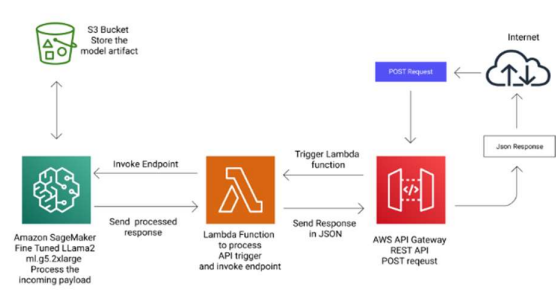 S3 Bucket
Store the
model artifact
Internet
POST Request
Json Response
Trigger Lambda
function
Invoke Endpoint
Send processed
response
Send Response
in JSON
Amazon SageMaker
Fine Tuned LLama2
ml.g5.2xlarge
Process the
incoming payload
Lambda Function
to process
API trigger
and invoke endpoint
AWS API Gateway
REST API
POST reqeust